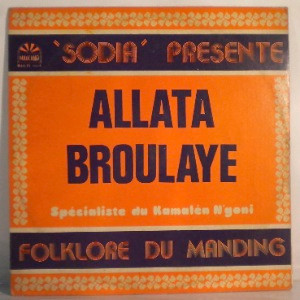 'SODIA' PRESENTE
ALLATA
BROULAYE
Spécialiste du Kamalén N'goni
FOLKLORE DU MANDING